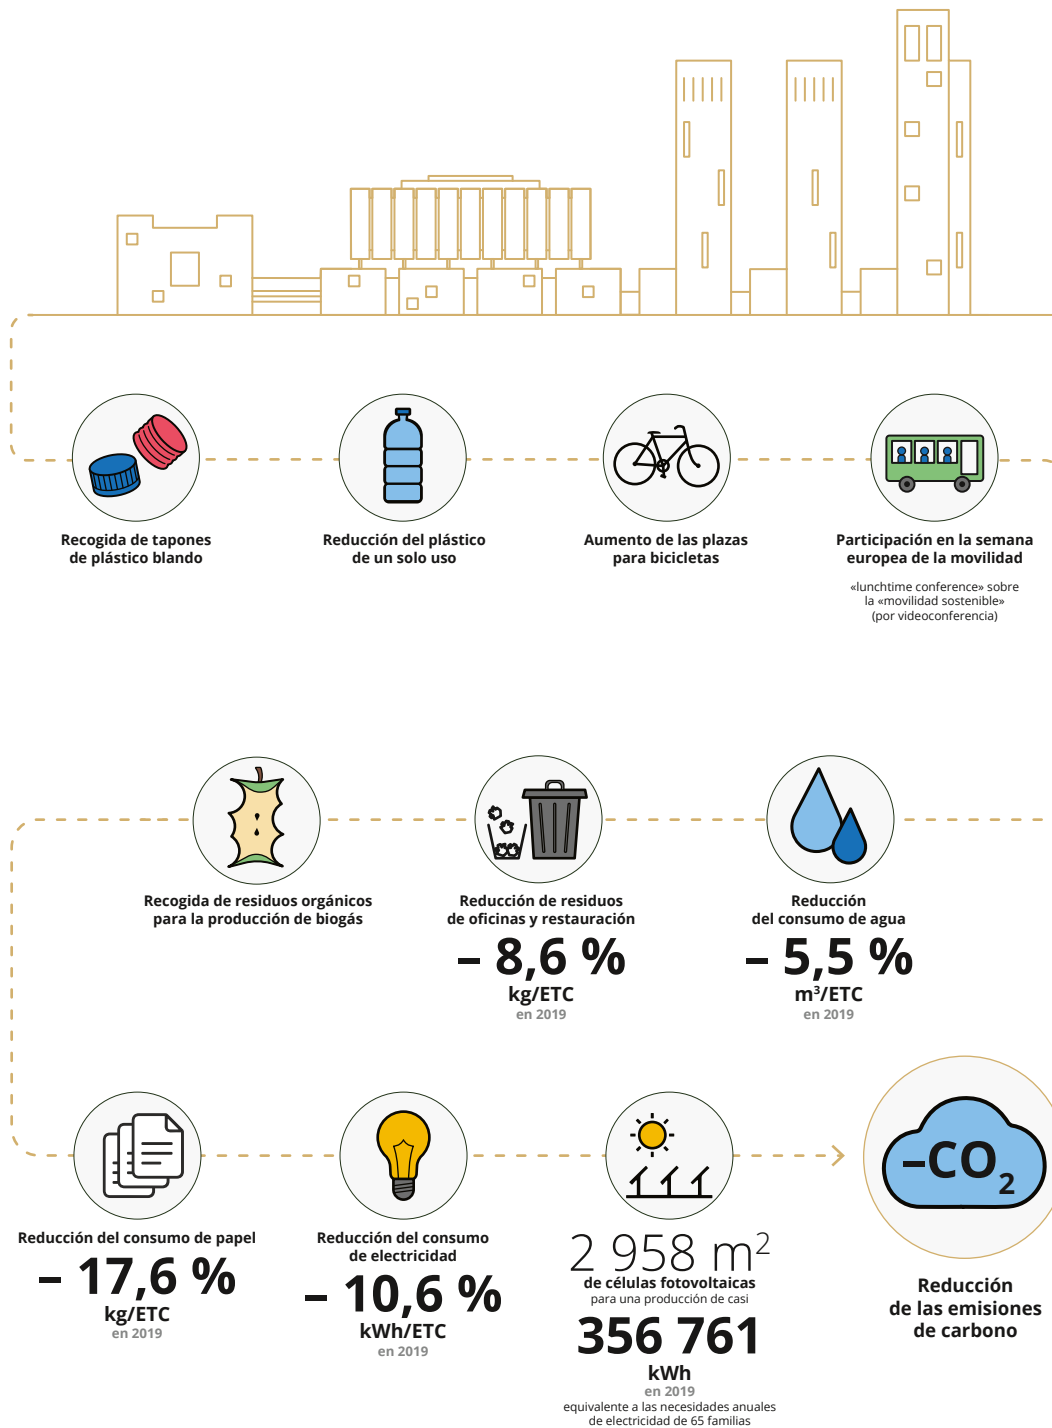 Recogida de tapones
de plástico blando
Reducción del plástico
de un solo uso
Aumento de las plazas
para bicicletas
Participación en la semana
europea de la movilidad
«lunchtime conference» sobre
la «movilidad sostenible»
(por videoconferencia)
Recogida de residuos orgánicos
para la producción de biogás
Reducción de residuos
de oficinas y restauración
– 8,6 %
kg/ETC
en 2019
Reducción
del consumo de agua
– 5,5 %
m³/ETC
en 2019
Reducción del consumo de papel
– 17,6 %
kg/ETC
en 2019
Reducción del consumo
de electricidad
– 10,6 %
kWh/ETC
en 2019
2 958 m²
de células fotovoltaicas
para una producción de casi
356 761
kWh
en 2019
equivalente a las necesidades anuales
de electricidad de 65 familias
–CO₂
Reducción
de las emisiones
de carbono